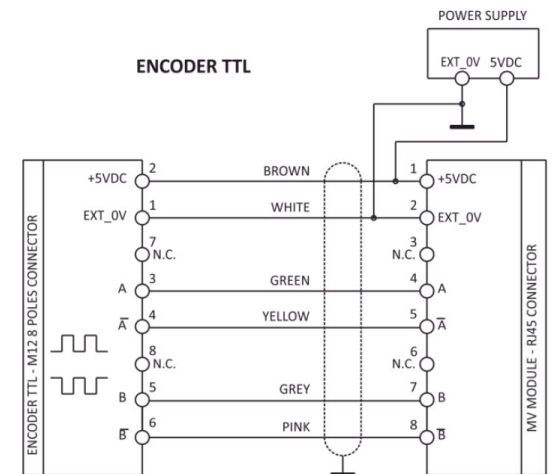 POWER SUPPLY
EXT_0V 5VDC
ENCODER TTL
ENCODER TTL - M12 8 POLES CONNECTOR
+5VDC 2 BROWN 1 +5VDC
EXT_0V 1 WHITE 2 EXT_0V
7 N.C. 3 N.C.
A 3 GREEN 4 A
A̅ 4 YELLOW 5 A̅
8 N.C. 6 N.C.
B 5 GREY 7 B
B̅ 6 PINK 8 B̅
MV MODULE - RJ45 CONNECTOR